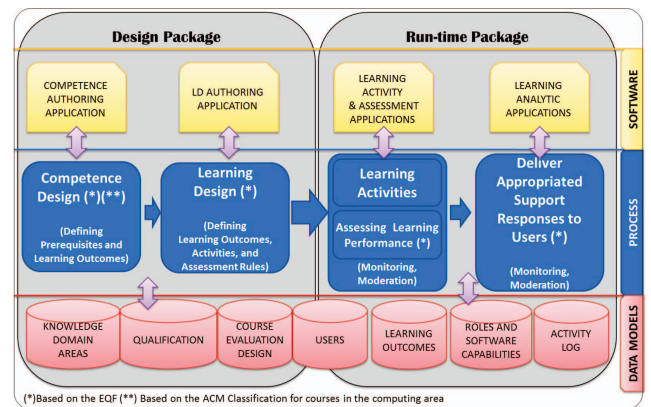 Design Package
Run-time Package
COMPETENCE
AUTHORING
APPLICATION
LD AUTHORING
APPLICATION
LEARNING
ACTIVITY
& ASSESSMENT
APPLICATIONS
LEARNING
ANALYTIC
APPLICATIONS
SOFTWARE
Competence
Design (*)(**)
(Defining
Prerequisites and
Learning Outcomes)
Learning
Design (*)
(Defining
Learning Outcomes,
Activities, and
Assessment Rules)
Learning
Activities
Assessing Learning
Performance (*)
(Monitoring,
Moderation)
Deliver
Appropriated
Support
Responses to
Users (*)
(Monitoring,
Moderation)
PROCESS
KNOWLEDGE
DOMAIN
AREAS
QUALIFICATION
COURSE
EVALUATION
DESIGN
USERS
LEARNING
OUTCOMES
ROLES AND
SOFTWARE
CAPABILITIES
ACTIVITY
LOG
DATA MODELS
(*)Based on the EQF (**) Based on the ACM Classification for courses in the computing area